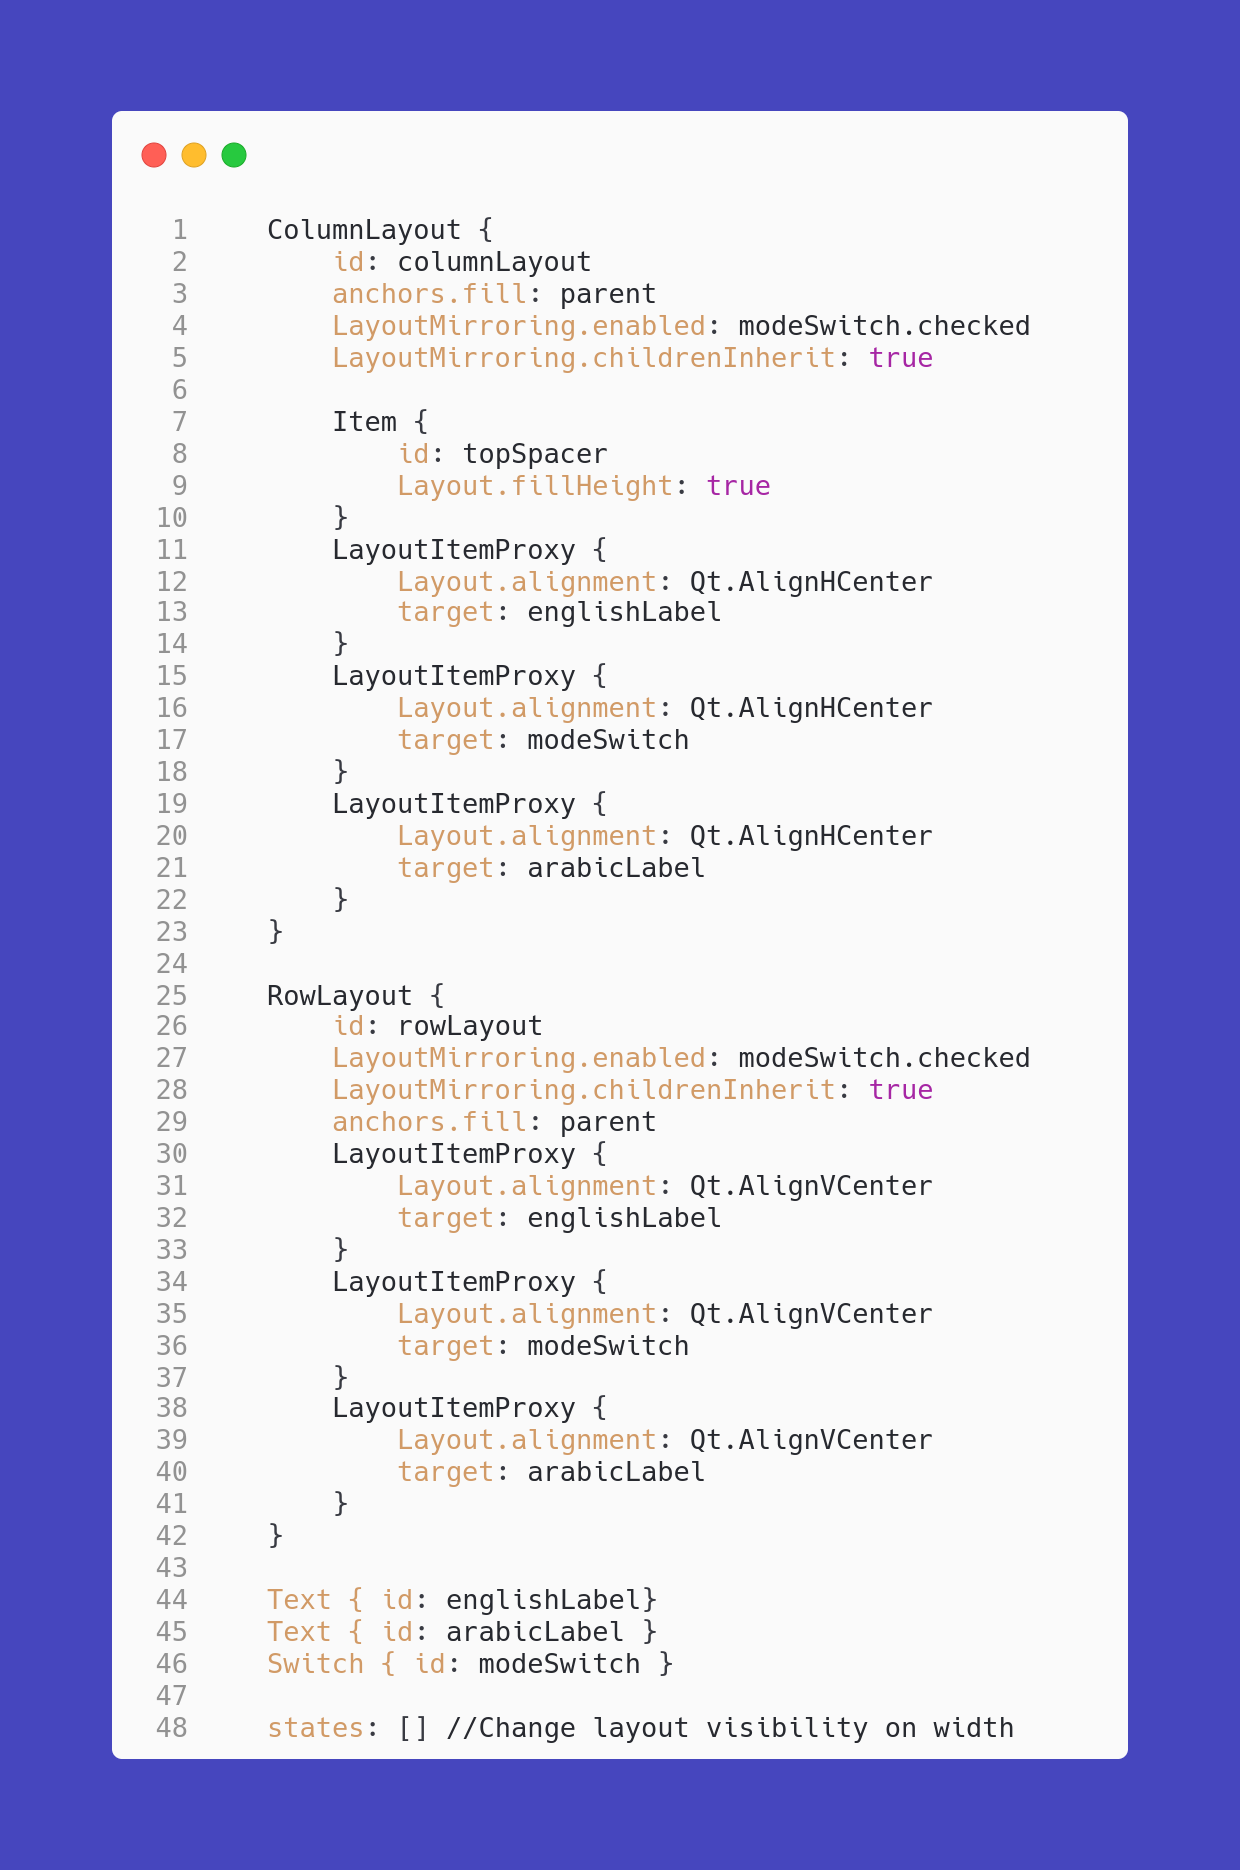 1 ColumnLayout {
2 id: columnLayout
3 anchors.fill: parent
4 LayoutMirroring.enabled: modeSwitch.checked
5 LayoutMirroring.childrenInherit: true
6
7 Item {
8 id: topSpacer
9 Layout.fillHeight: true
10 }
11 LayoutItemProxy {
12 Layout.alignment: Qt.AlignHCenter
13 target: englishLabel
14 }
15 LayoutItemProxy {
16 Layout.alignment: Qt.AlignHCenter
17 target: modeSwitch
18 }
19 LayoutItemProxy {
20 Layout.alignment: Qt.AlignHCenter
21 target: arabicLabel
22 }
23 }
24
25 RowLayout {
26 id: rowLayout
27 LayoutMirroring.enabled: modeSwitch.checked
28 LayoutMirroring.childrenInherit: true
29 anchors.fill: parent
30 LayoutItemProxy {
31 Layout.alignment: Qt.AlignVCenter
32 target: englishLabel
33 }
34 LayoutItemProxy {
35 Layout.alignment: Qt.AlignVCenter
36 target: modeSwitch
37 }
38 LayoutItemProxy {
39 Layout.alignment: Qt.AlignVCenter
40 target: arabicLabel
41 }
42 }
43
44 Text { id: englishLabel}
45 Text { id: arabicLabel }
46 Switch { id: modeSwitch }
47
48 states: [] //Change layout visibility on width